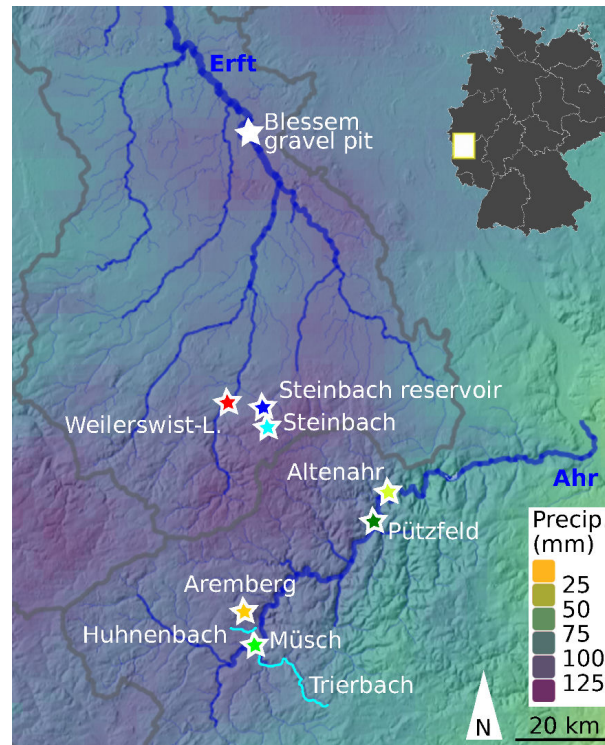 Erft
Blessem
gravel pit
Steinbach reservoir
Weilerswist-L.
Steinbach
Altenahr
Ahr
Pützfeld
Precip
(mm)
25
50
75
100
125
Aremberg
Huhnenbach
Müsch
Trierbach
N
20 km